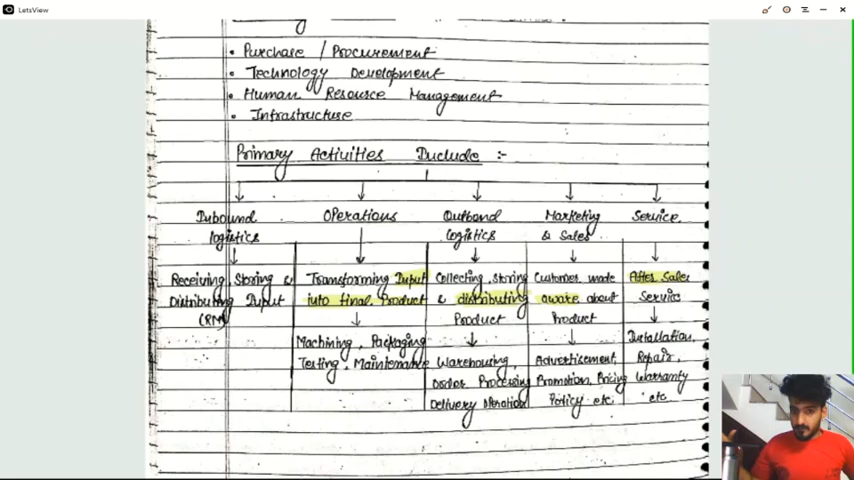 LetsView
• Purchase / Procurement
• Technology Development
• Human Resource Management
• Infrastructure
Primary Activities Include :-
Inbound logistics
Operations
Outbound logistics
Marketing & Sales
Service
Receiving, Storing &
Distributing Input
(RM)
Transforming Input
into final Product
Machining, Packaging
Testing, Maintenance
Collecting, storing
& distributing
Product
Warehousing,
Order Processing
Delivery operation
Customer made
aware about
Product
Advertisement,
Promotion, Pricing
Policy etc.
After Sales
Service
Installation,
Repair,
Warranty
etc